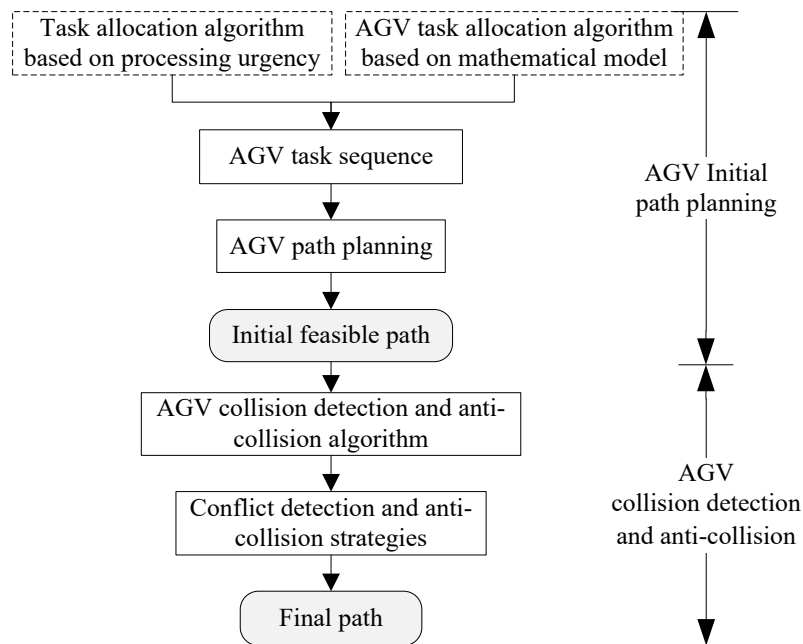 Task allocation algorithm
based on processing urgency
AGV task allocation algorithm
based on mathematical model
AGV task sequence
AGV path planning
Initial feasible path
AGV Initial
path planning
AGV collision detection and anti-
collision algorithm
Conflict detection and anti-
collision strategies
Final path
AGV
collision detection
and anti-collision